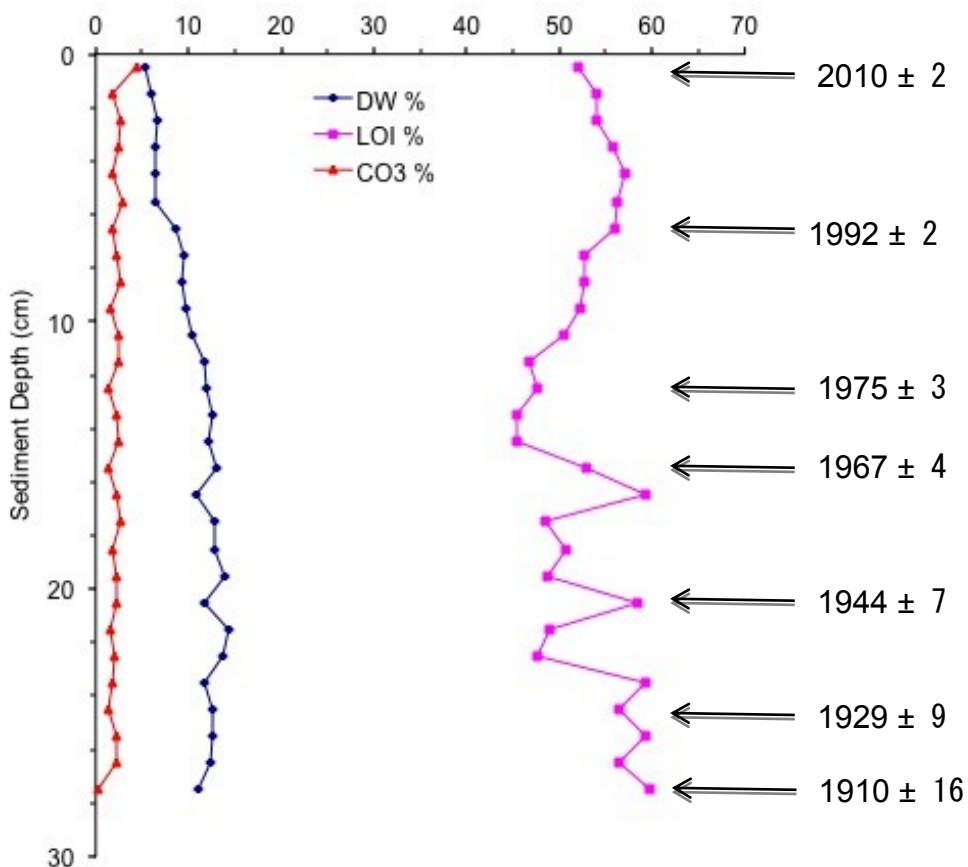 0 10 20 30 40 50 60 70
0
2010 ± 2
DW %
LOI %
CO3 %
1992 ± 2
Sediment Depth (cm)
10
1975 ± 3
1967 ± 4
20
1944 ± 7
1929 ± 9
1910 ± 16
30